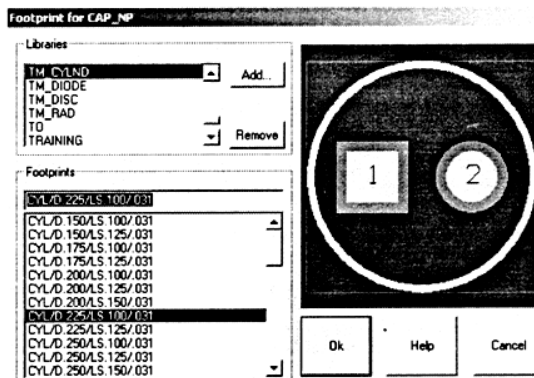 Footprint for CAP_NP
Libraries
TM_CYLND
TM_DIODE
TM_DISC
TM_RAD
TO
TRAINING
Add...
Remove
Footprints
CYL/D.225/LS.100/.031
CYL/D.150/LS.100/.031
CYL/D.150/LS.125/.031
CYL/D.175/LS.100/.031
CYL/D.175/LS.125/.031
CYL/D.200/LS.100/.031
CYL/D.200/LS.125/.031
CYL/D.200/LS.150/.031
CYL/D.225/LS.100/.031
CYL/D.225/LS.125/.031
CYL/D.250/LS.100/.031
CYL/D.250/LS.125/.031
CYL/D.250/LS.150/.031
1
2
Ok
Help
Cancel